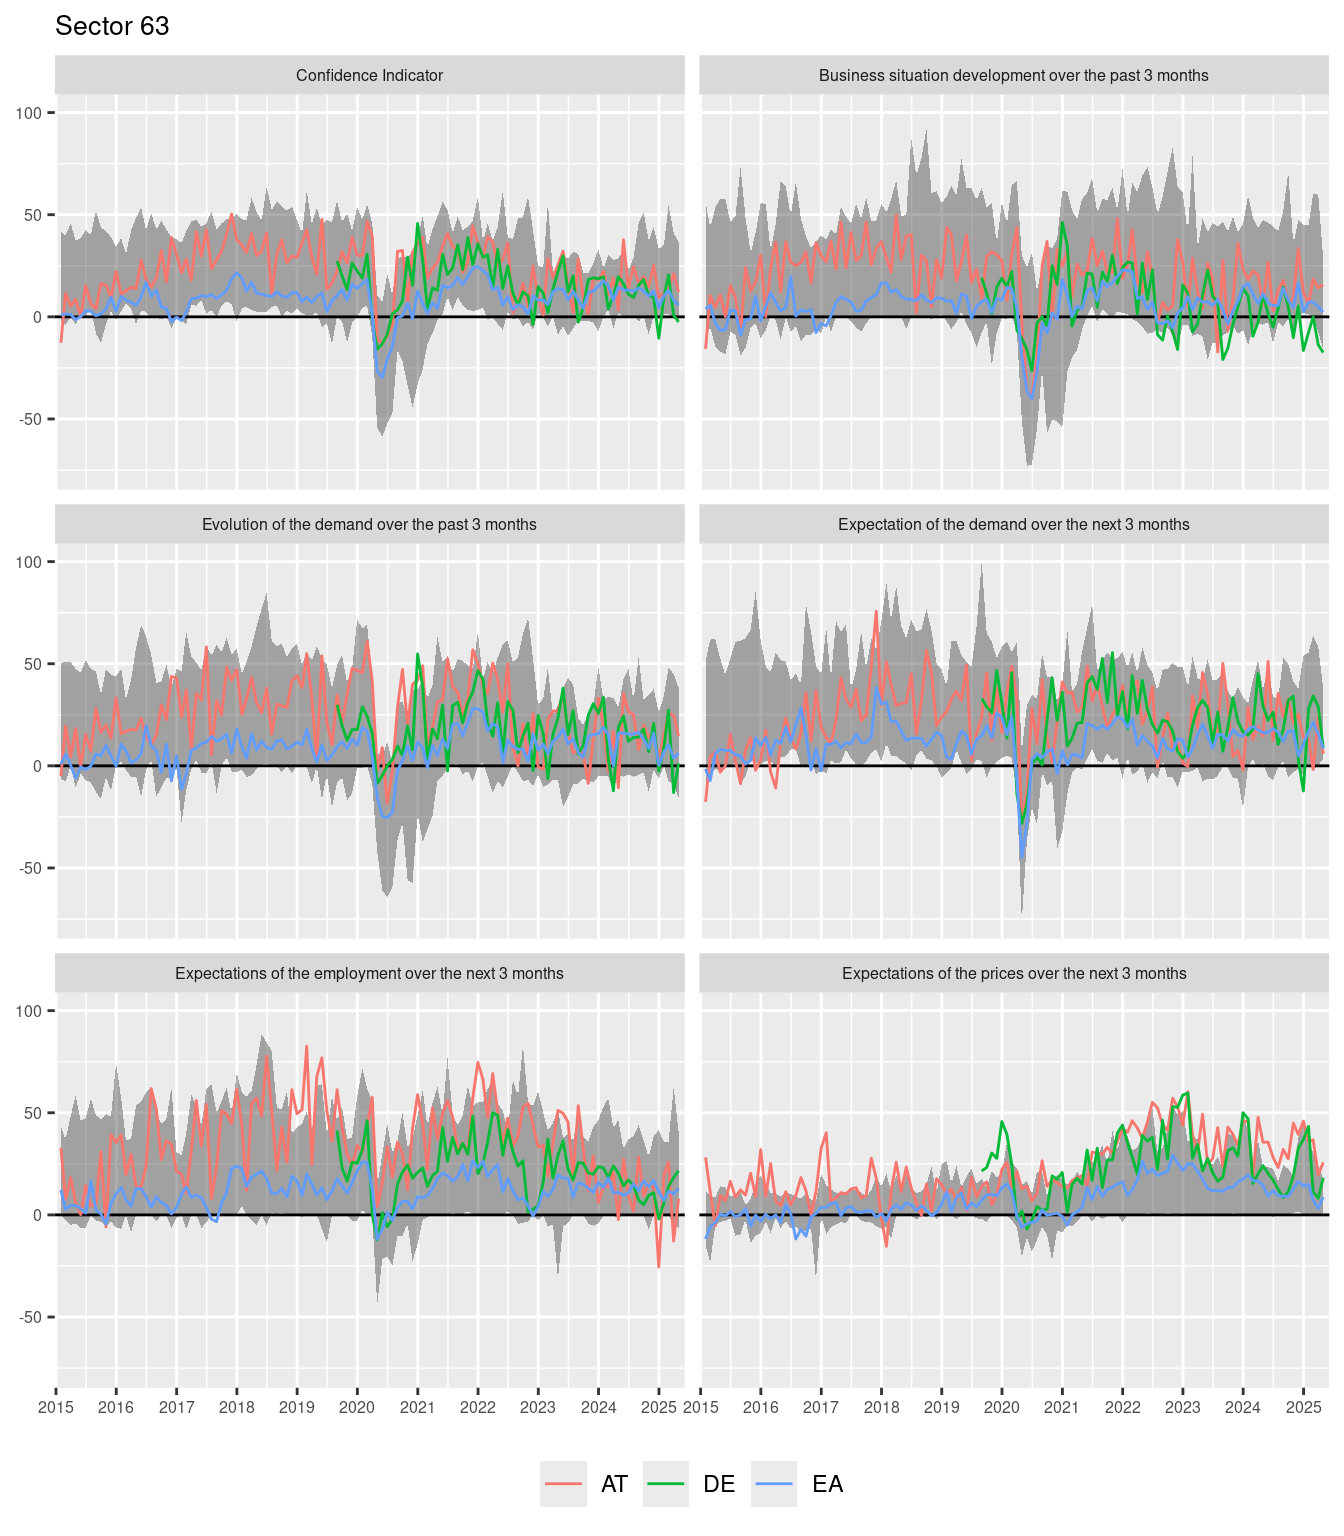 Sector 63
Confidence Indicator
Business situation development over the past 3 months
100
50
0
-50
Evolution of the demand over the past 3 months
Expectation of the demand over the next 3 months
100
50
0
-50
Expectations of the employment over the next 3 months
Expectations of the prices over the next 3 months
100
50
0
-50
2015 2016 2017 2018 2019 2020 2021 2022 2023 2024 2025
2015 2016 2017 2018 2019 2020 2021 2022 2023 2024 2025
AT DE EA